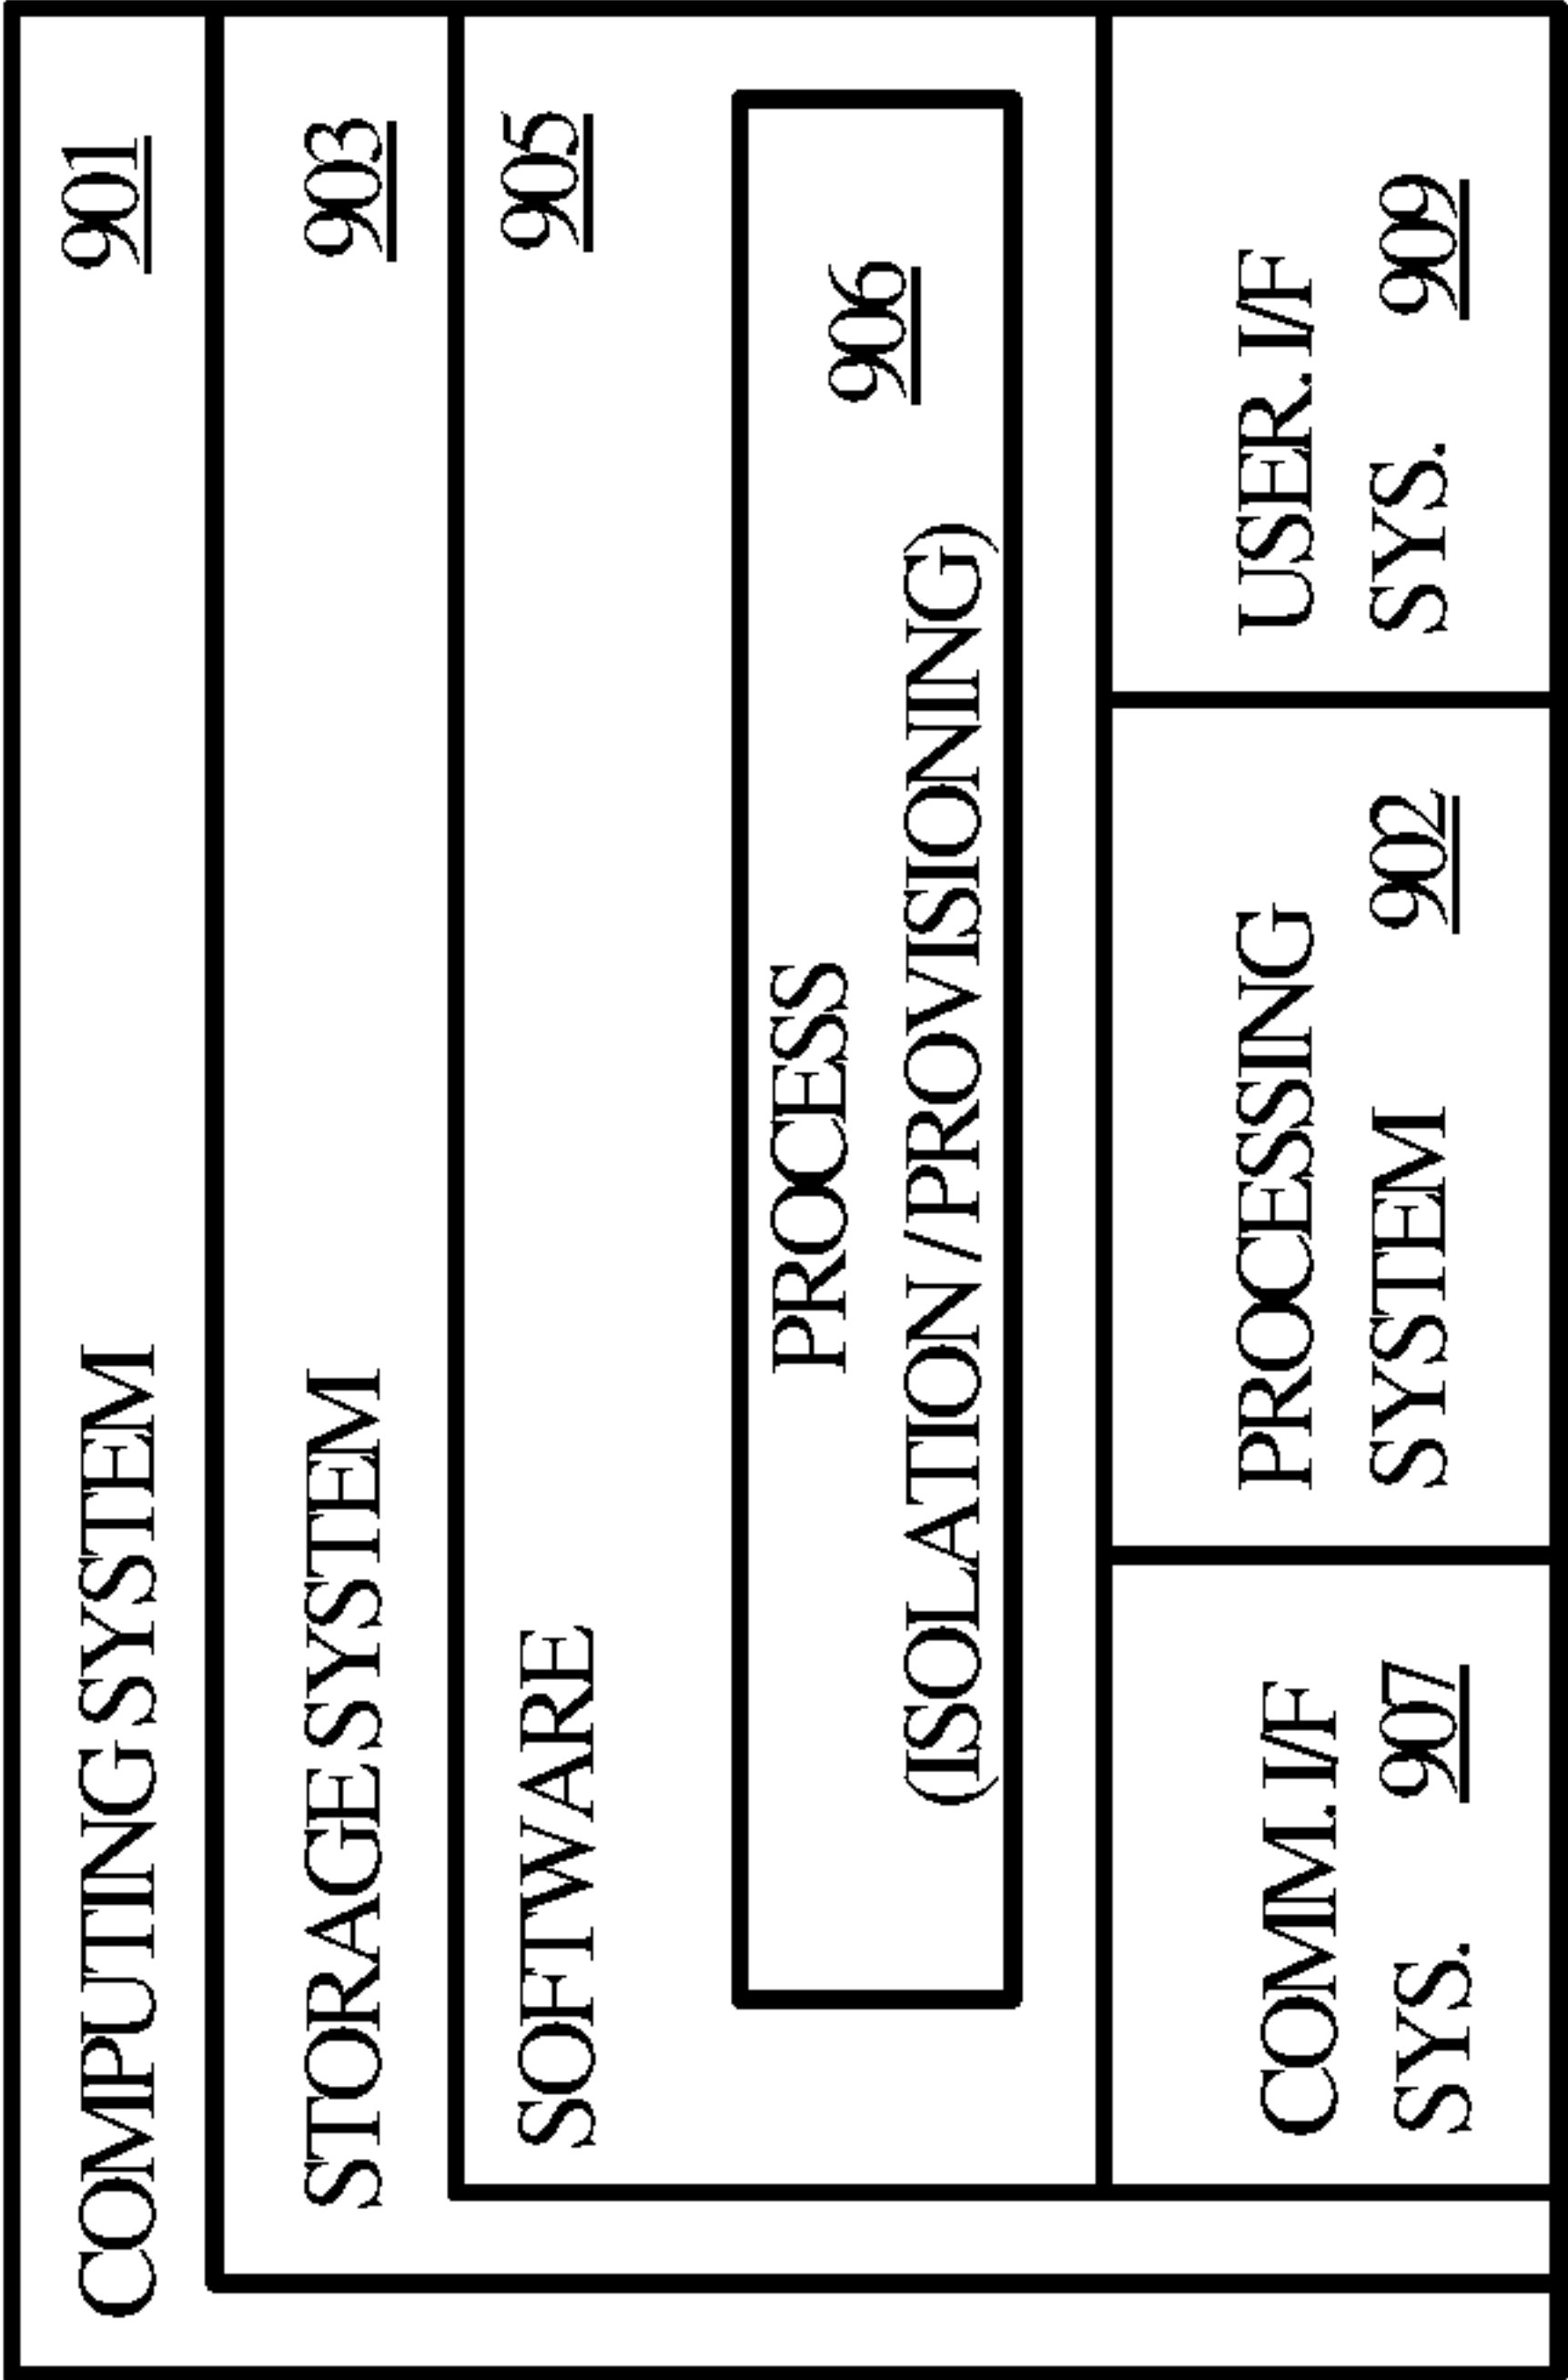 COMPUTING SYSTEM 901
STORAGE SYSTEM 903
SOFTWARE 905
PROCESS
906
(ISOLATION / PROVISIONING)
COMM. I/F
SYS. 907
PROCESSING
SYSTEM 902
USER. I/F
SYS. 909